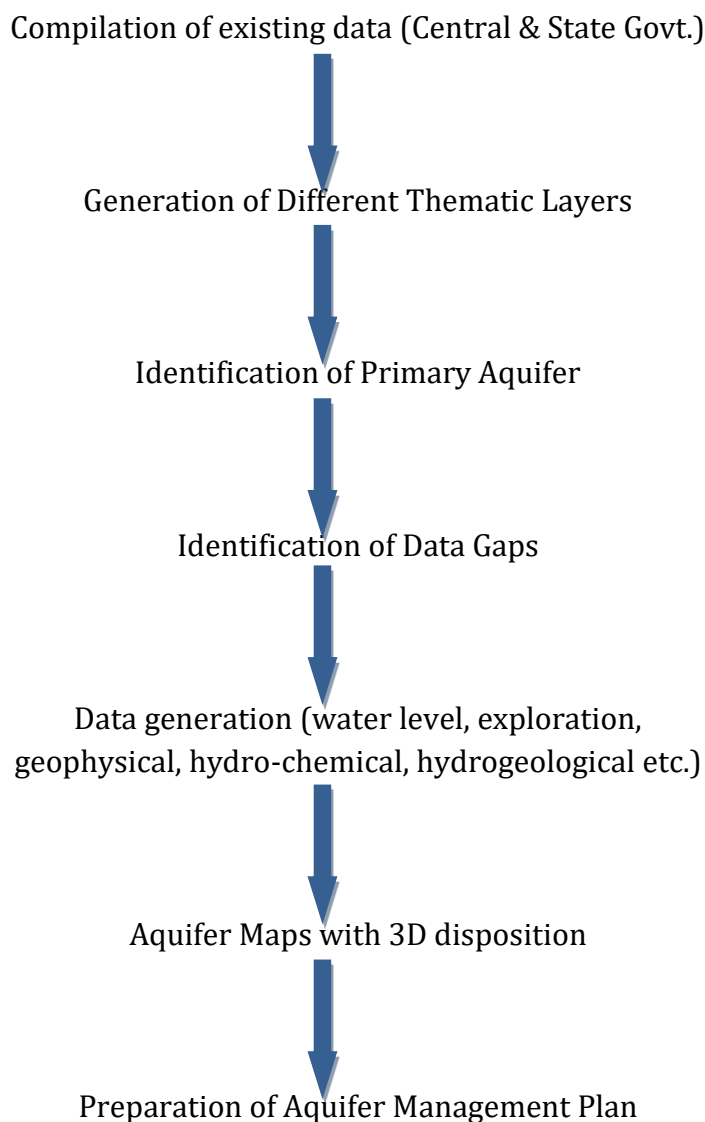 Compilation of existing data (Central & State Govt.)
Generation of Different Thematic Layers
Identification of Primary Aquifer
Identification of Data Gaps
Data generation (water level, exploration,
geophysical, hydro-chemical, hydrogeological etc.)
Aquifer Maps with 3D disposition
Preparation of Aquifer Management Plan